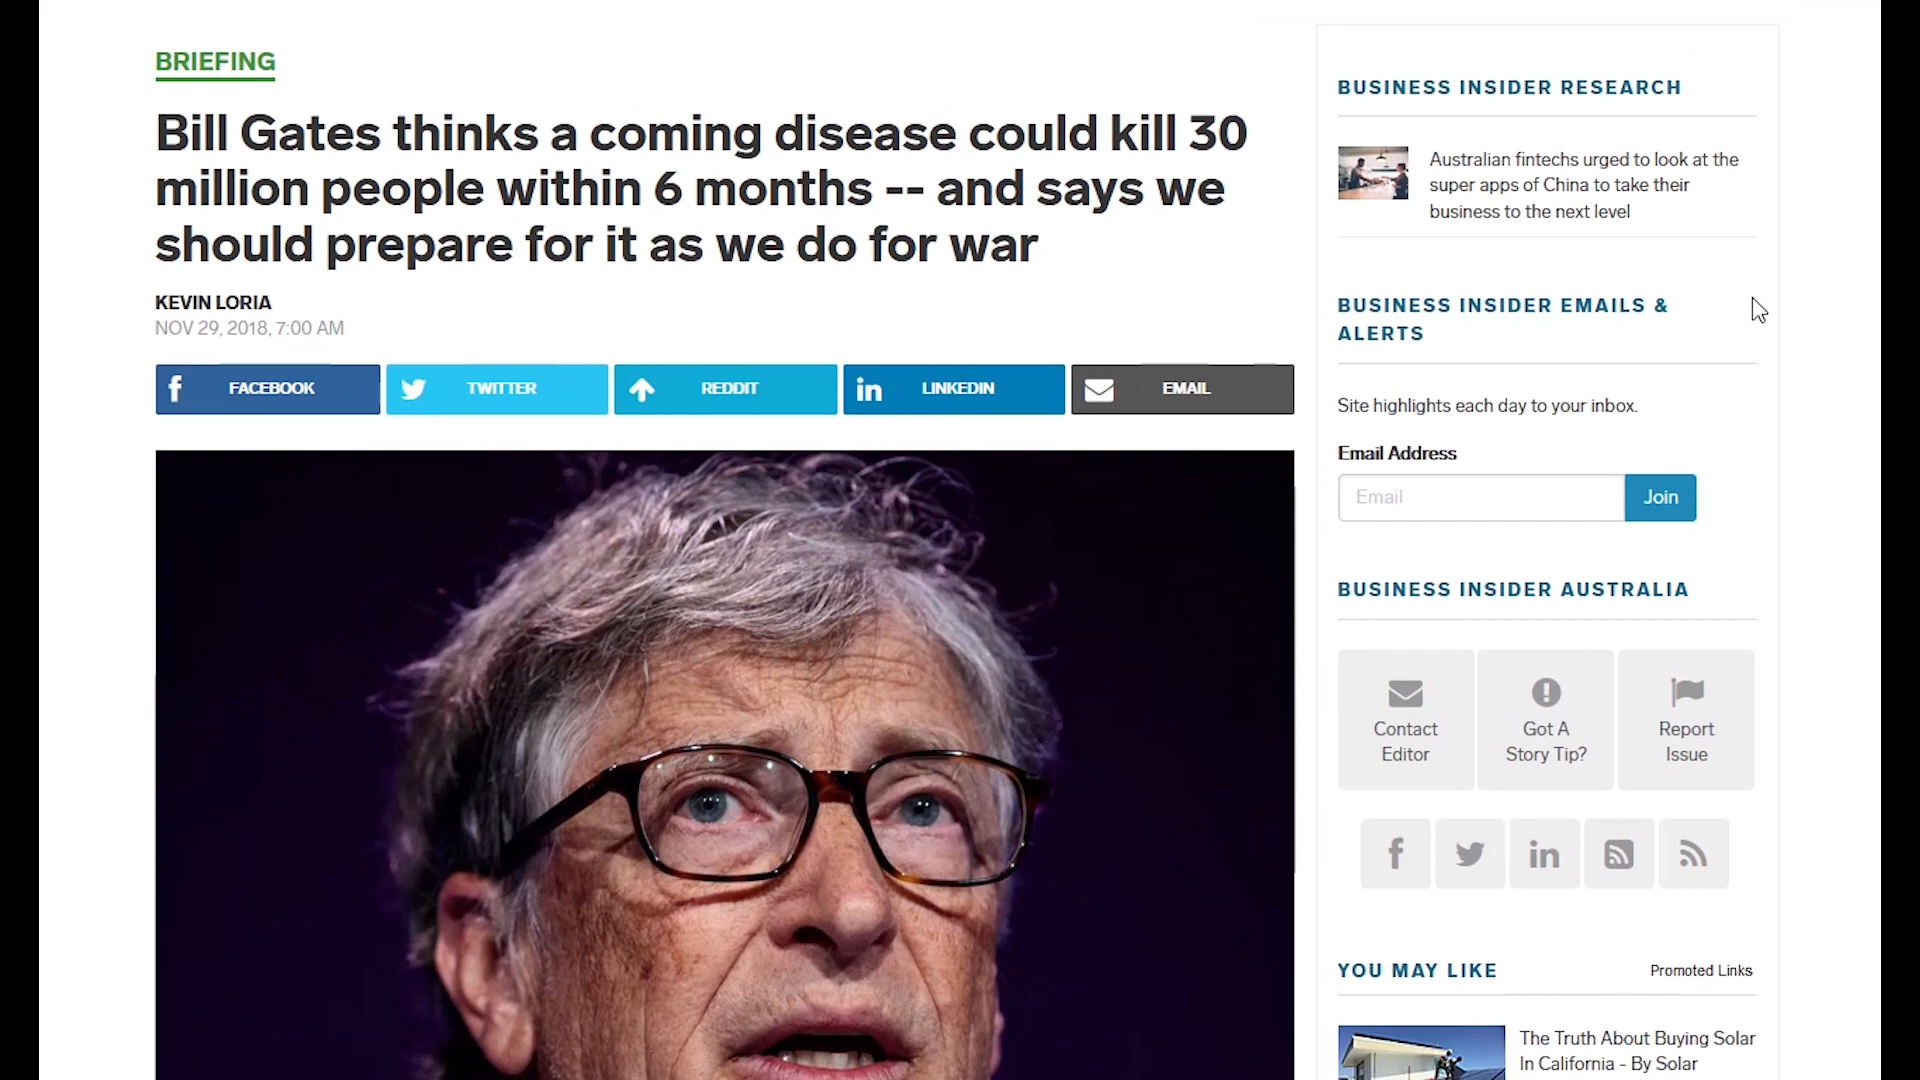 BRIEFING
Bill Gates thinks a coming disease could kill 30
million people within 6 months -- and says we
should prepare for it as we do for war
KEVIN LORIA
NOV 29, 2018, 7:00 AM
FACEBOOK
TWITTER
REDDIT
LINKEDIN
EMAIL
BUSINESS INSIDER RESEARCH
Australian fintechs urged to look at the
super apps of China to take their
business to the next level
BUSINESS INSIDER EMAILS &
ALERTS
Site highlights each day to your inbox.
Email Address
Email
Join
BUSINESS INSIDER AUSTRALIA
Contact
Editor
Got A
Story Tip?
Report
Issue
YOU MAY LIKE
Promoted Links
The Truth About Buying Solar
In California - By Solar